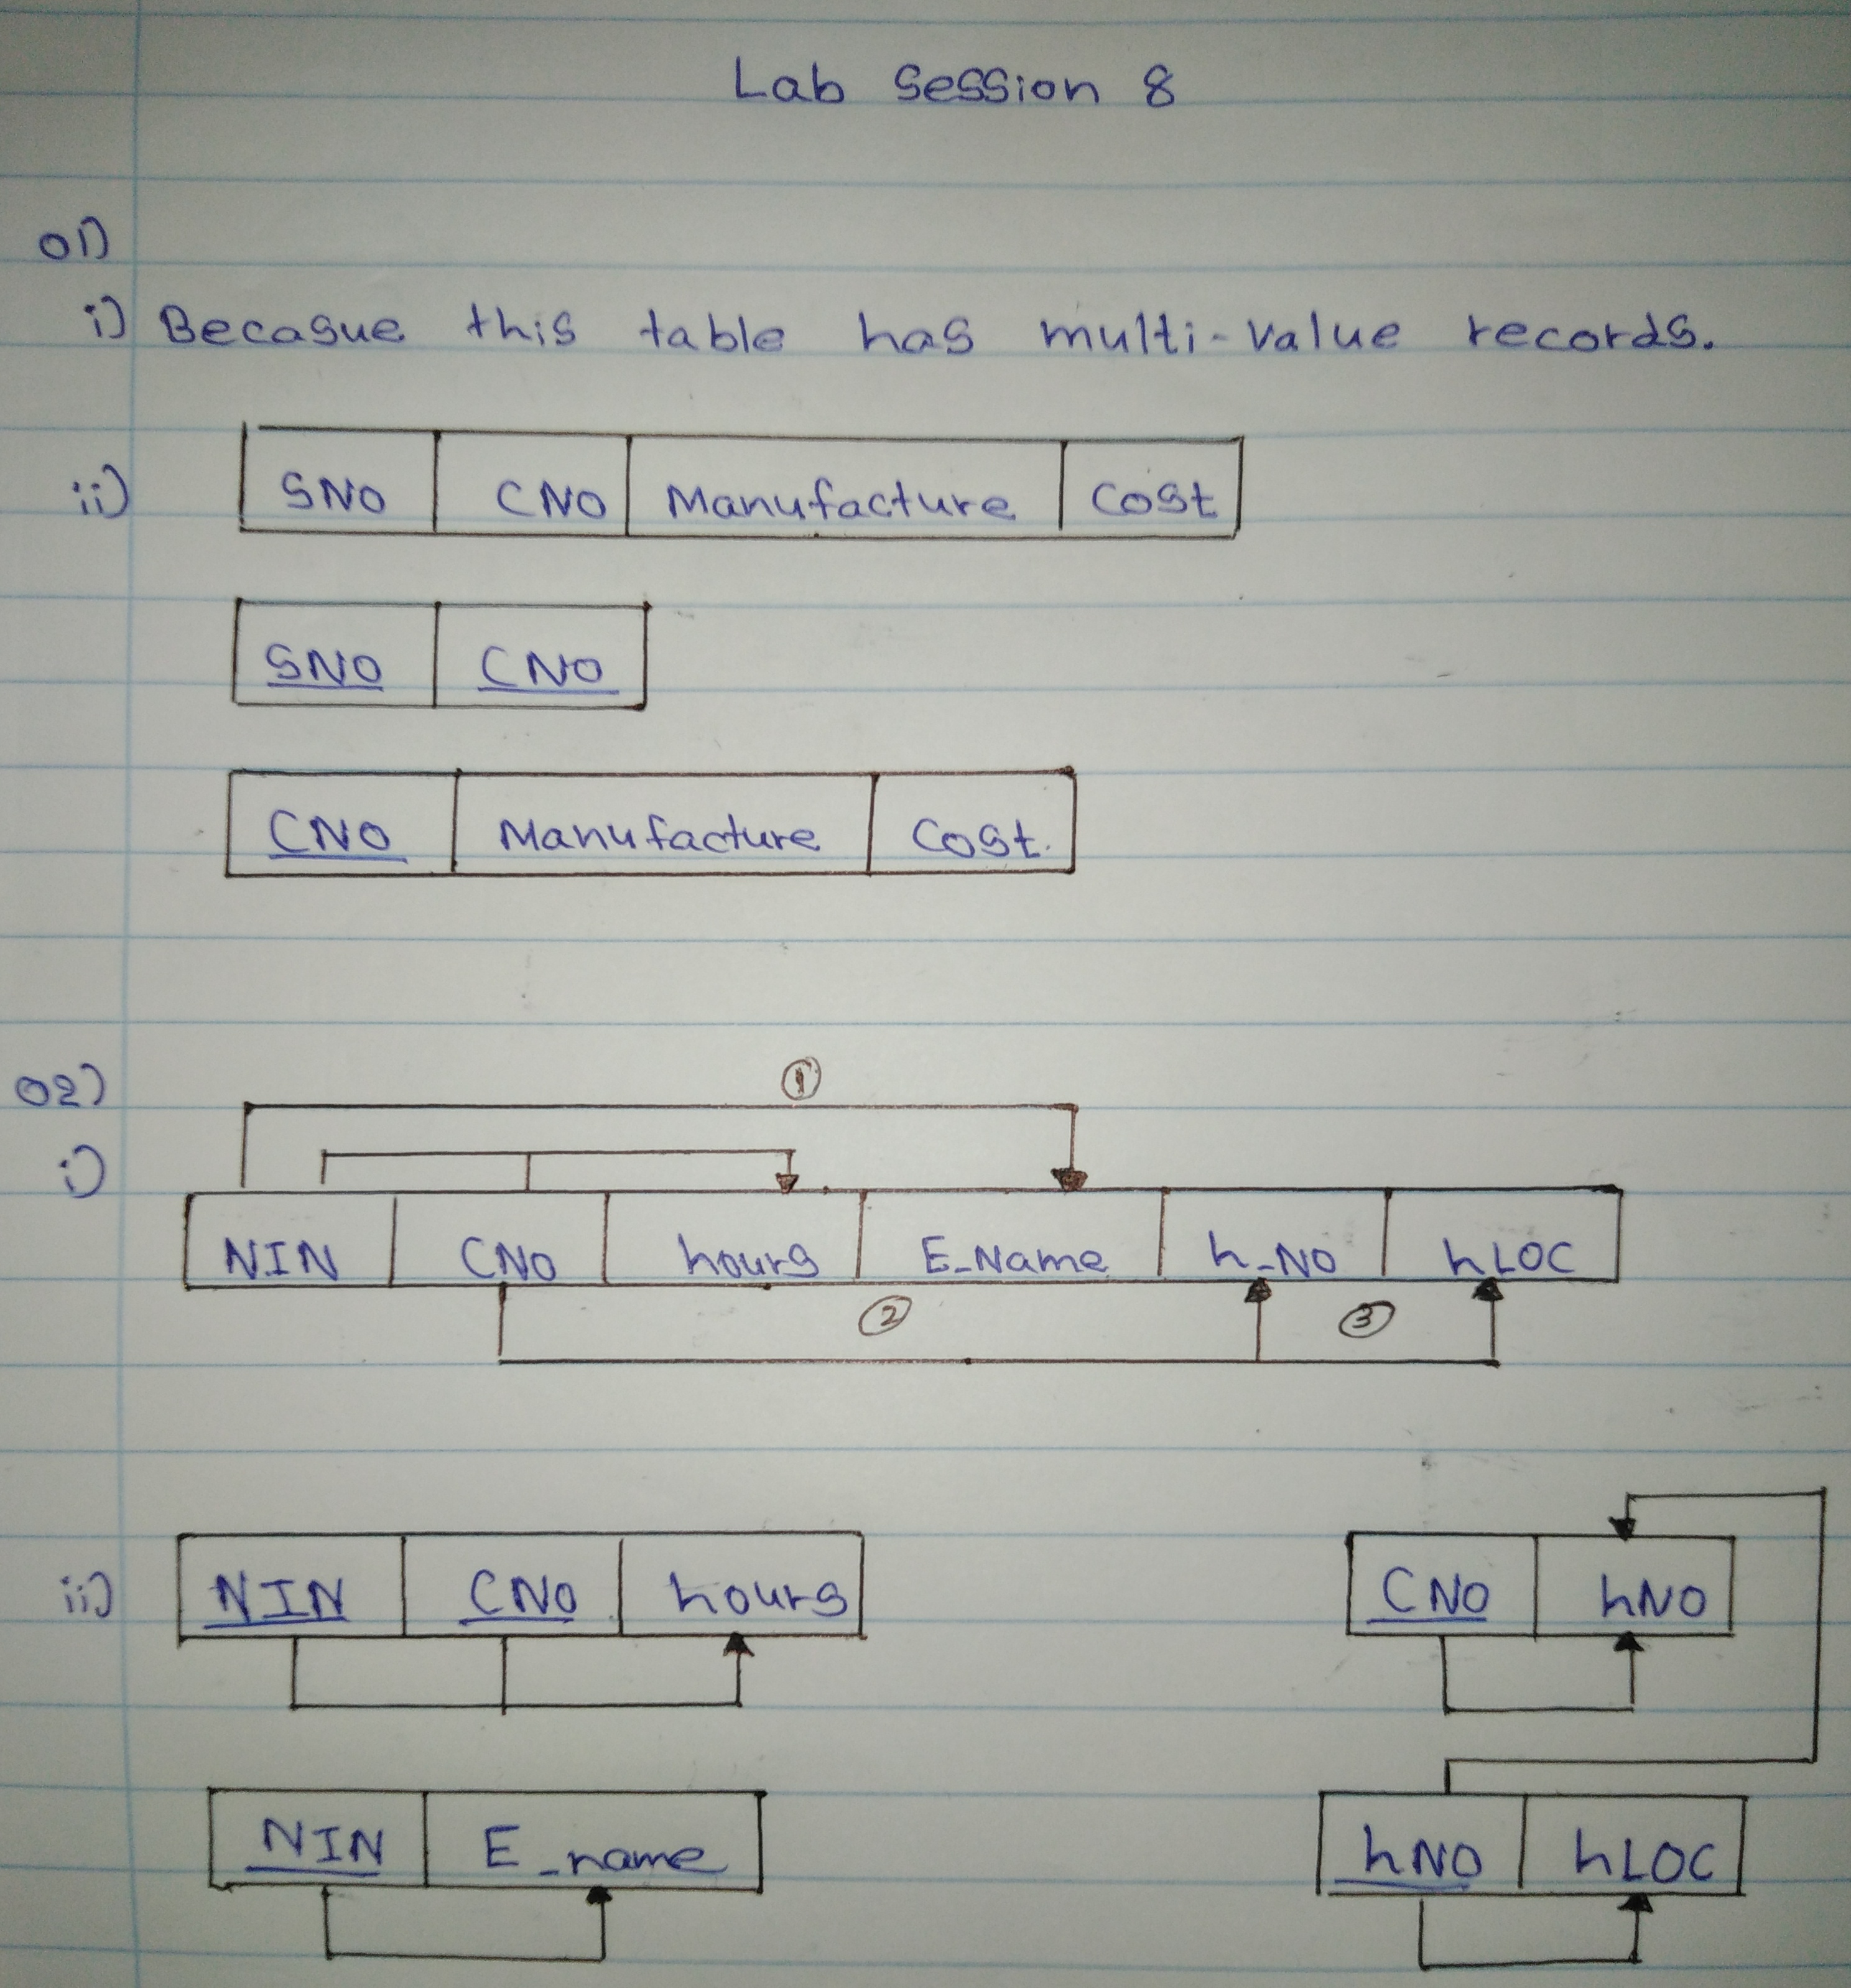 Lab Session 8
01)
i) Becasue this table has multi-value records.
ii) SNO CNO Manufacture Cost
SNO CNO
CNO Manufacture Cost.
02)
①
i)
NIN CNO hours E_Name h_NO hLOC
② ③
ii) NIN CNO hours CNO hNO
NIN E_name hNO hLOC